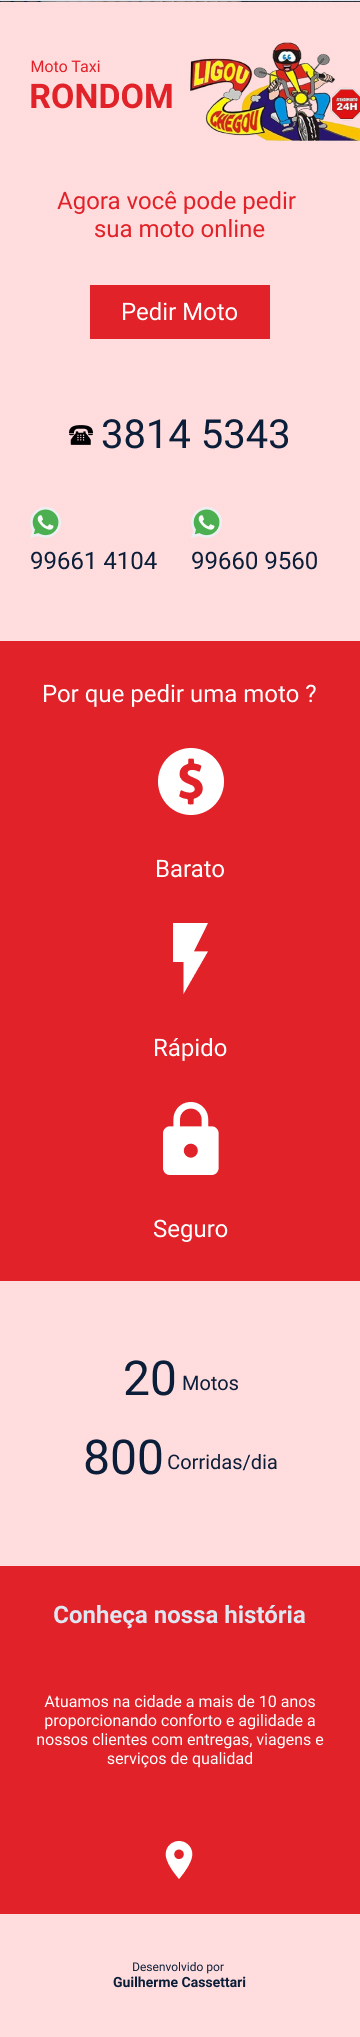 Moto Taxi
RONDOM
LIGOU
CHEGOU
24H
Agora você pode pedir
sua moto online
Pedir Moto
3814 5343
99661 4104
99660 9560
Por que pedir uma moto ?
Barato
Rápido
Seguro
20 Motos
800 Corridas/dia
Conheça nossa história
Atuamos na cidade a mais de 10 anos
proporcionando conforto e agilidade a
nossos clientes com entregas, viagens e
serviços de qualidad
Desenvolvido por
Guilherme Cassettari